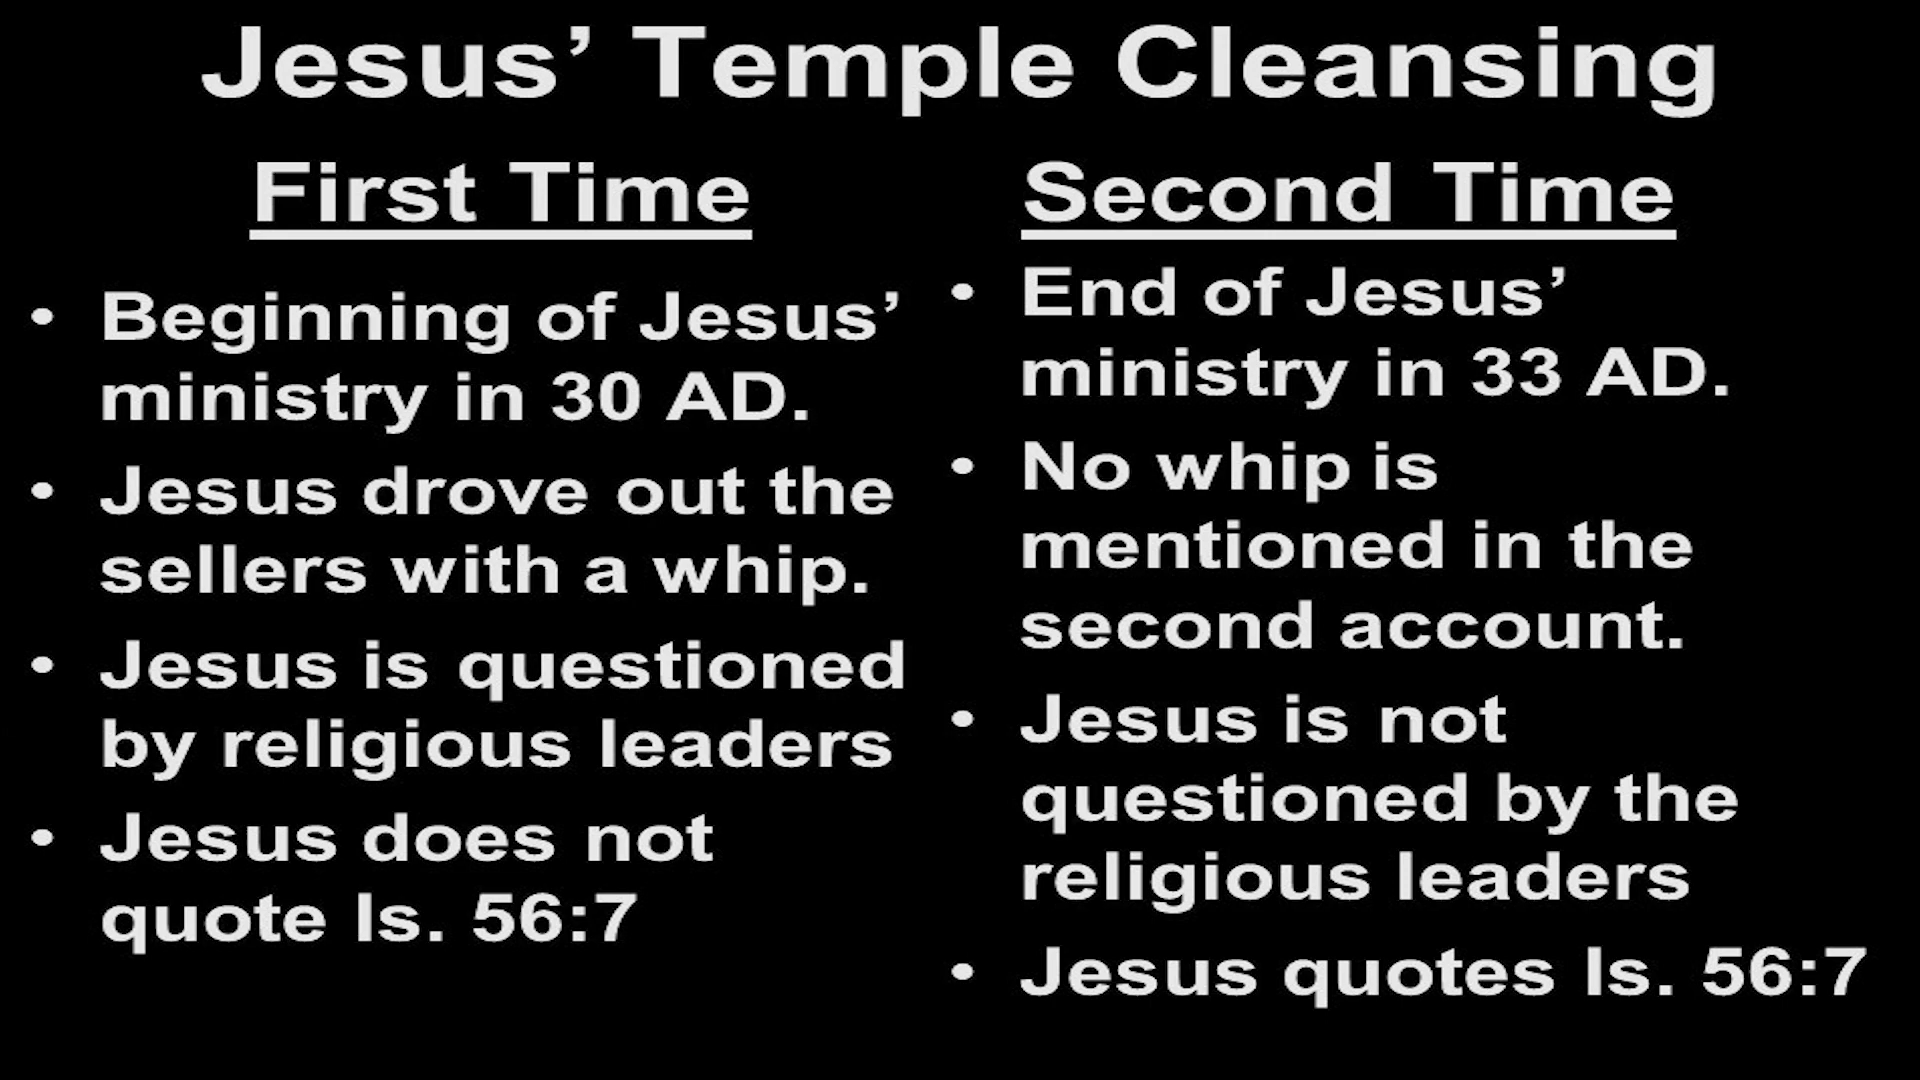 Jesus’ Temple Cleansing
First Time
• Beginning of Jesus’
ministry in 30 AD.
• Jesus drove out the
sellers with a whip.
• Jesus is questioned
by religious leaders
• Jesus does not
quote Is. 56:7
Second Time
• End of Jesus’
ministry in 33 AD.
• No whip is
mentioned in the
second account.
• Jesus is not
questioned by the
religious leaders
• Jesus quotes Is. 56:7